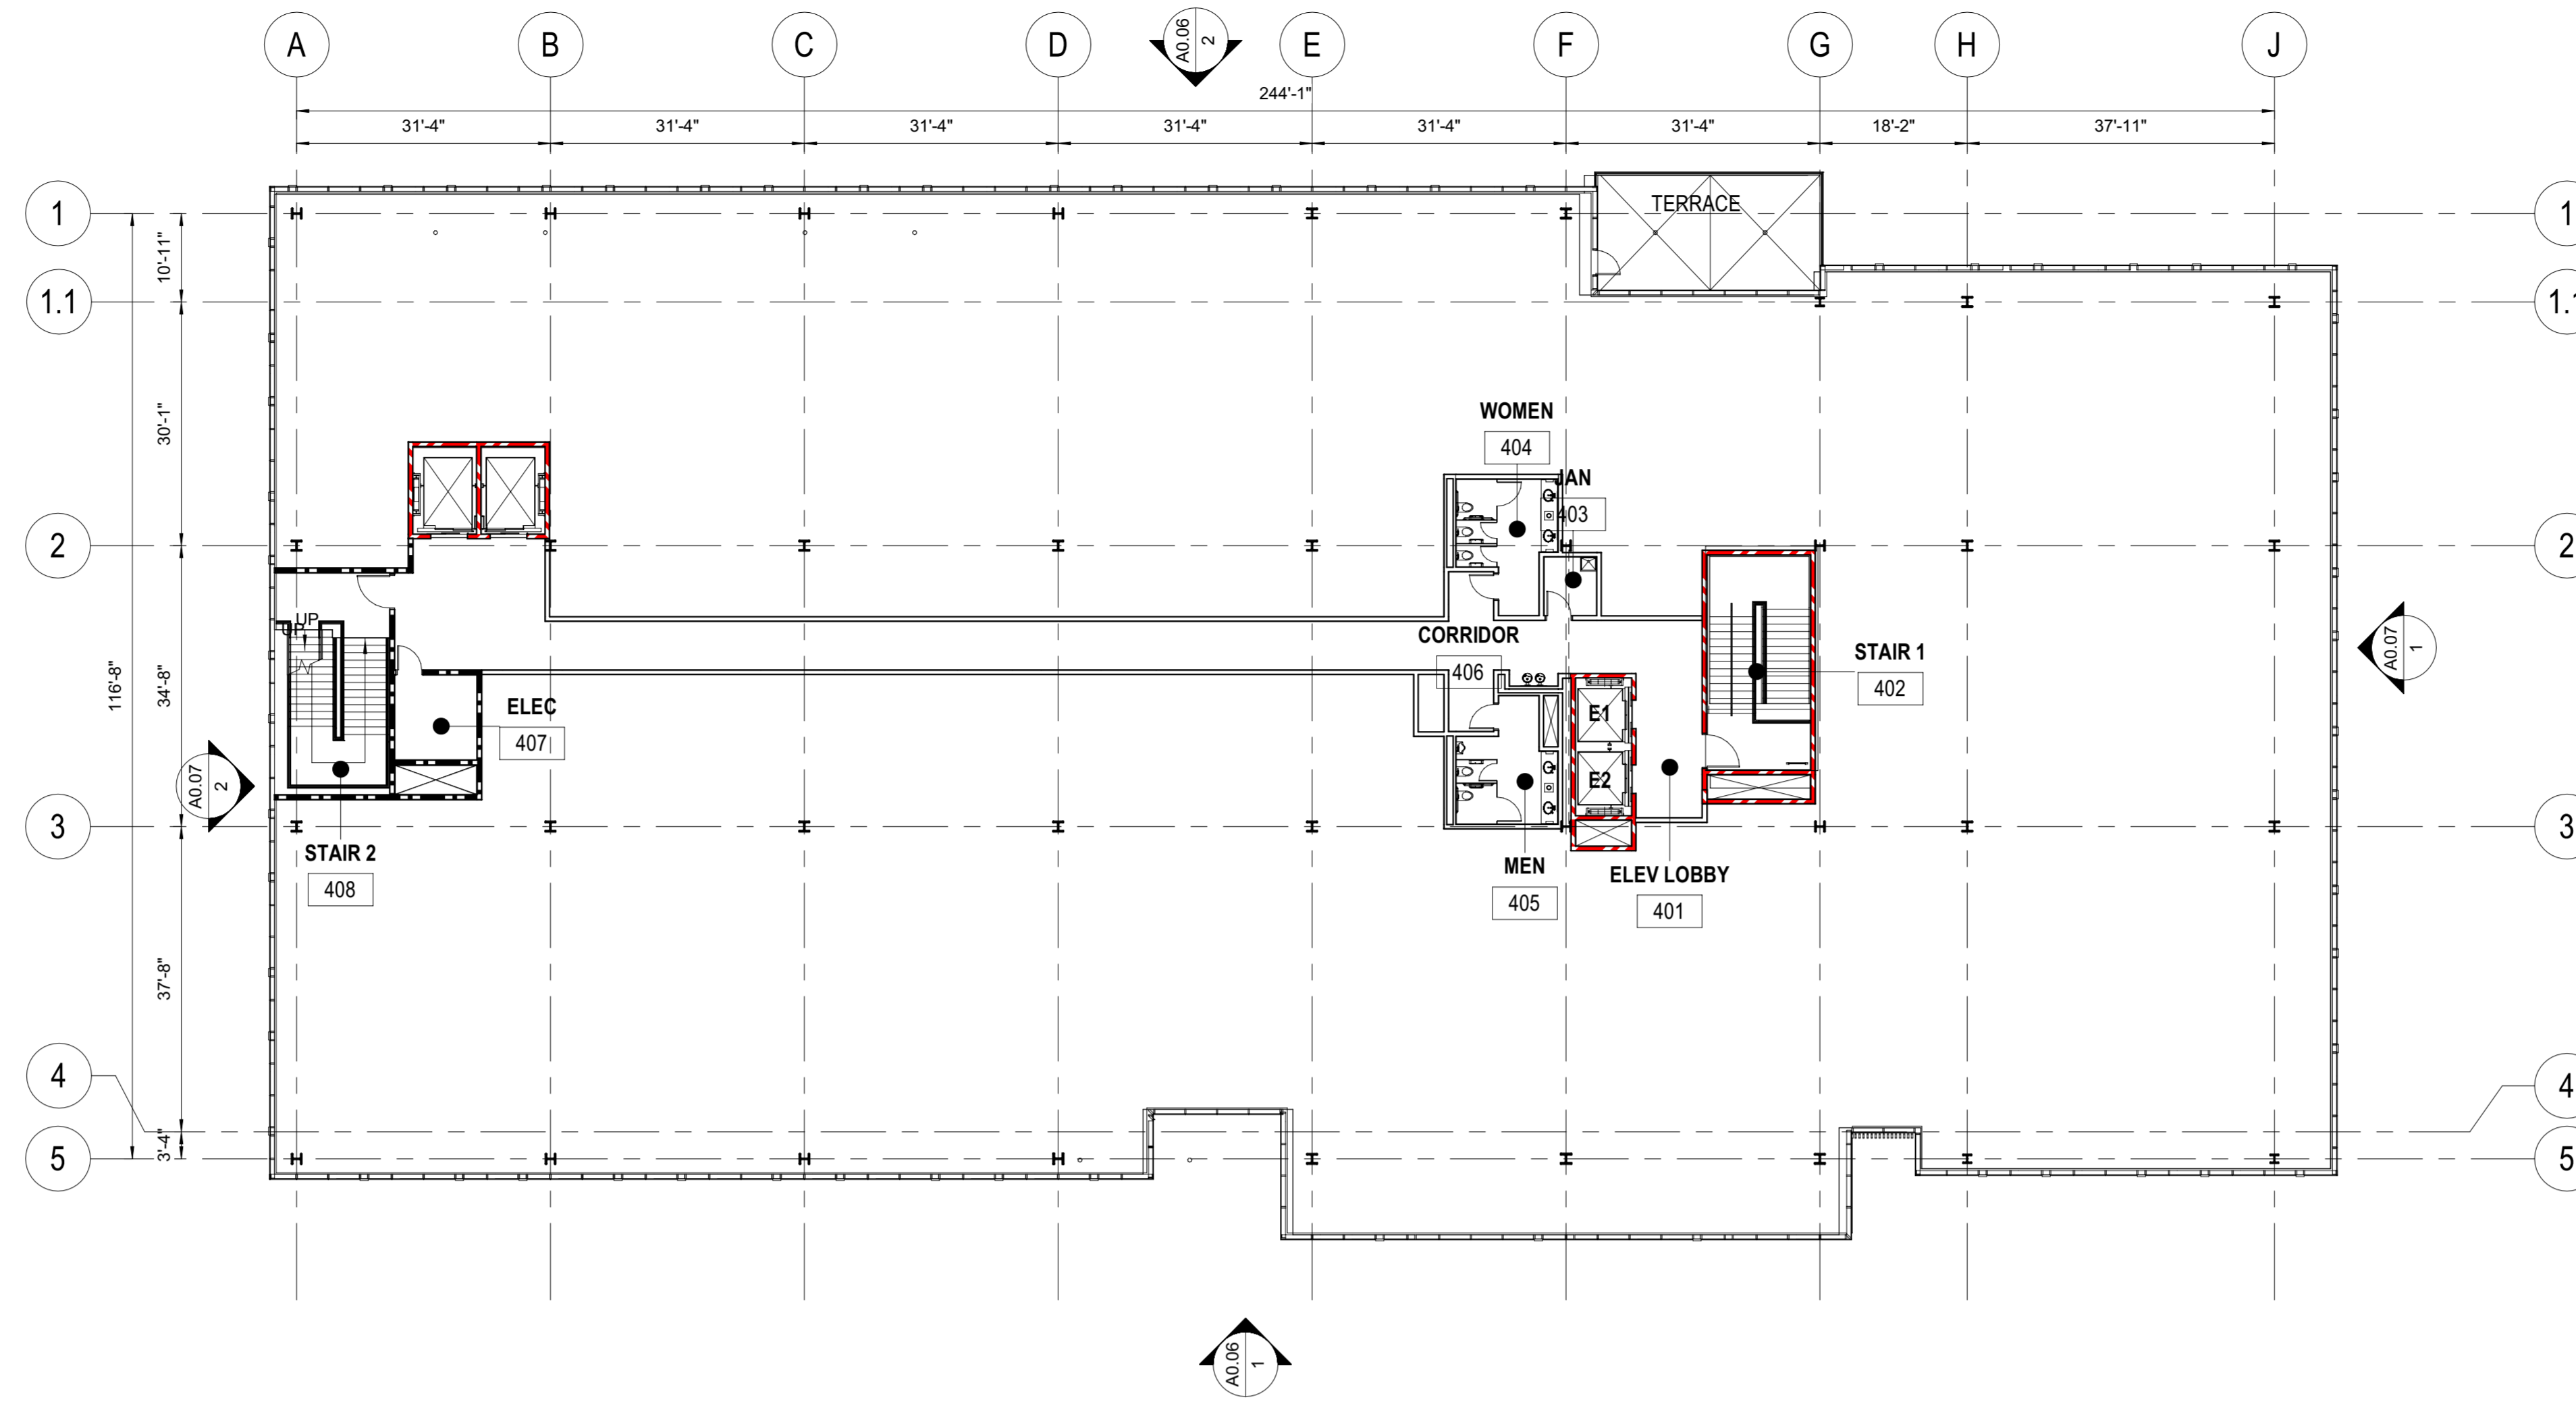 A B C D E F G H J
A0.06
2
244'-1"
31'-4" 31'-4" 31'-4" 31'-4" 31'-4" 31'-4" 18'-2" 37'-11"
1
TERRACE
1
10'-11"
1.1
1.1
30'-1"
WOMEN
404
JAN
403
2
2
UP
UP
116'-8"
34'-8"
CORRIDOR
406
STAIR 1
402
A0.07
1
ELEC
407
E1
E2
A0.07
2
3
3
STAIR 2
408
MEN
405
ELEV LOBBY
401
37'-8"
4
4
3'-4"
5
5
A0.06
1